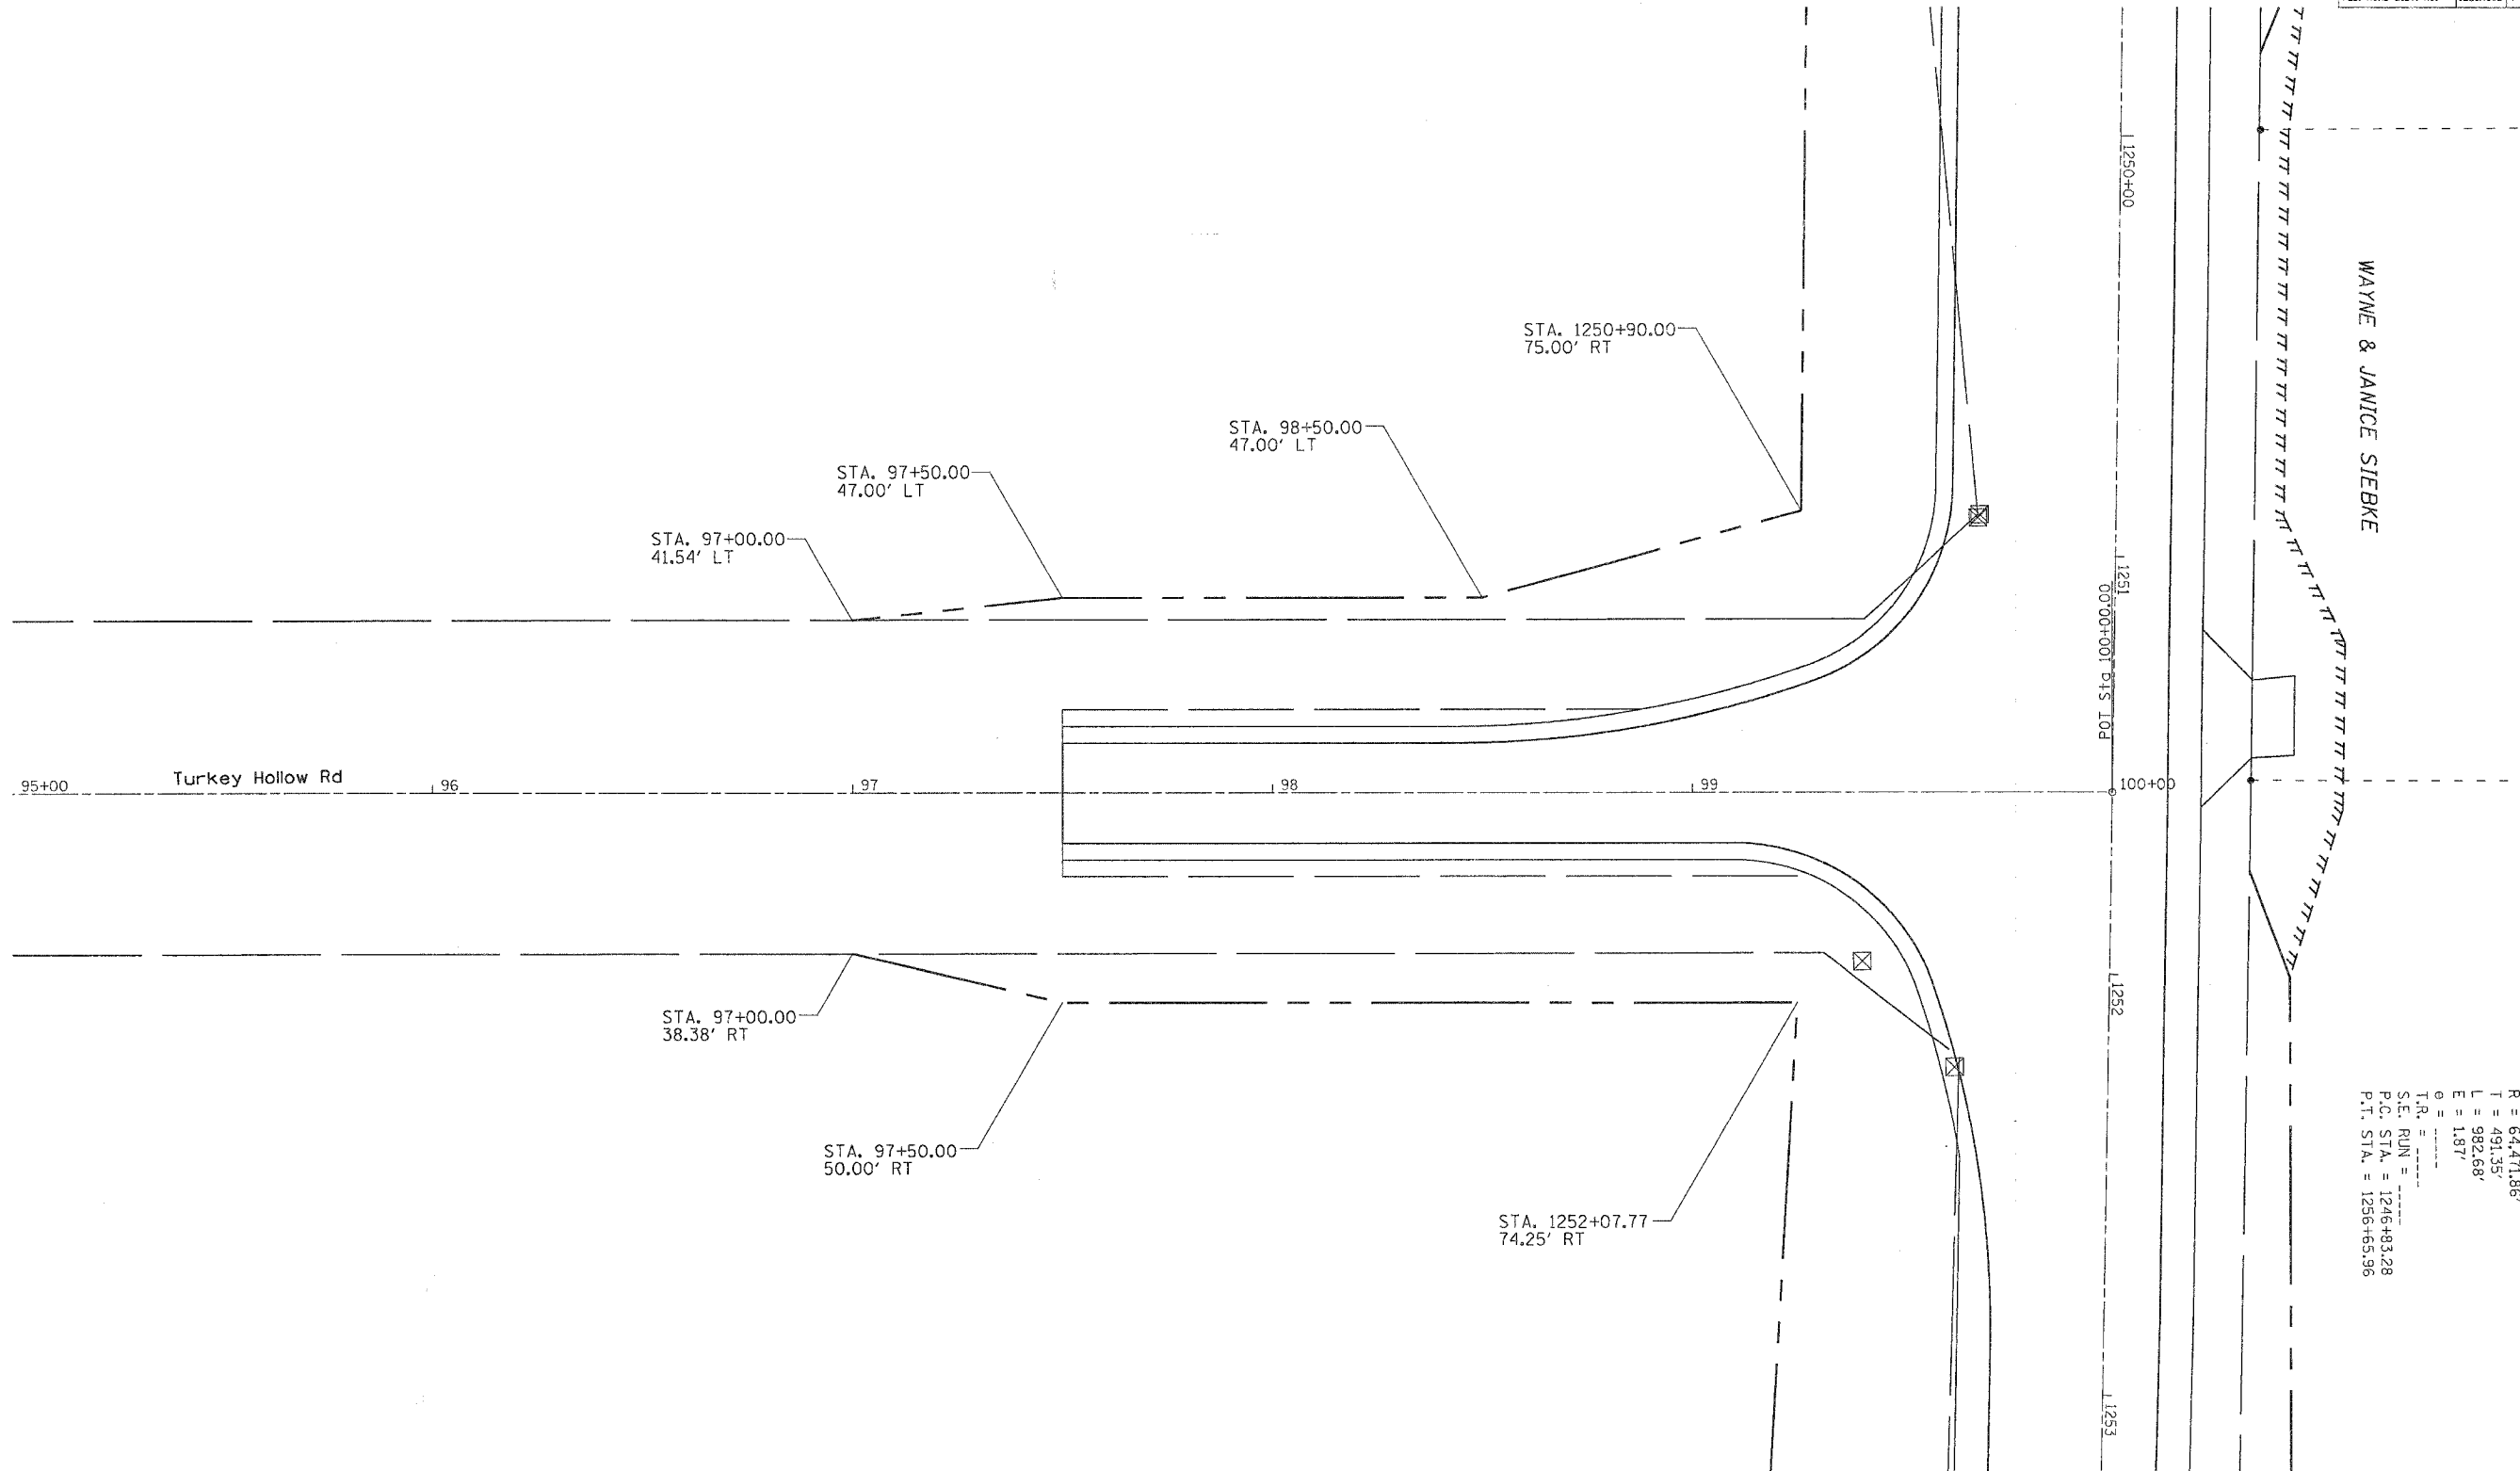 1250+00
WAYNE & JANICE SIEBKE
STA. 1250+90.00
75.00' RT
STA. 98+50.00
47.00' LT
STA. 97+50.00
47.00' LT
STA. 97+00.00
41.54' LT
1251
POT Sta 100+00.00
95+00
Turkey Hollow Rd
96
97
98
99
100+00
1252
STA. 97+00.00
38.38' RT
STA. 97+50.00
50.00' RT
STA. 1252+07.77
74.25' RT
R = 64,471.86'
T = 491.35'
L = 982.68'
E = 1.87'
e = -----
T.R. = -----
S.E. RUN = -----
P.C. STA. = 1246+83.28
P.T. STA. = 1256+65.96
1253